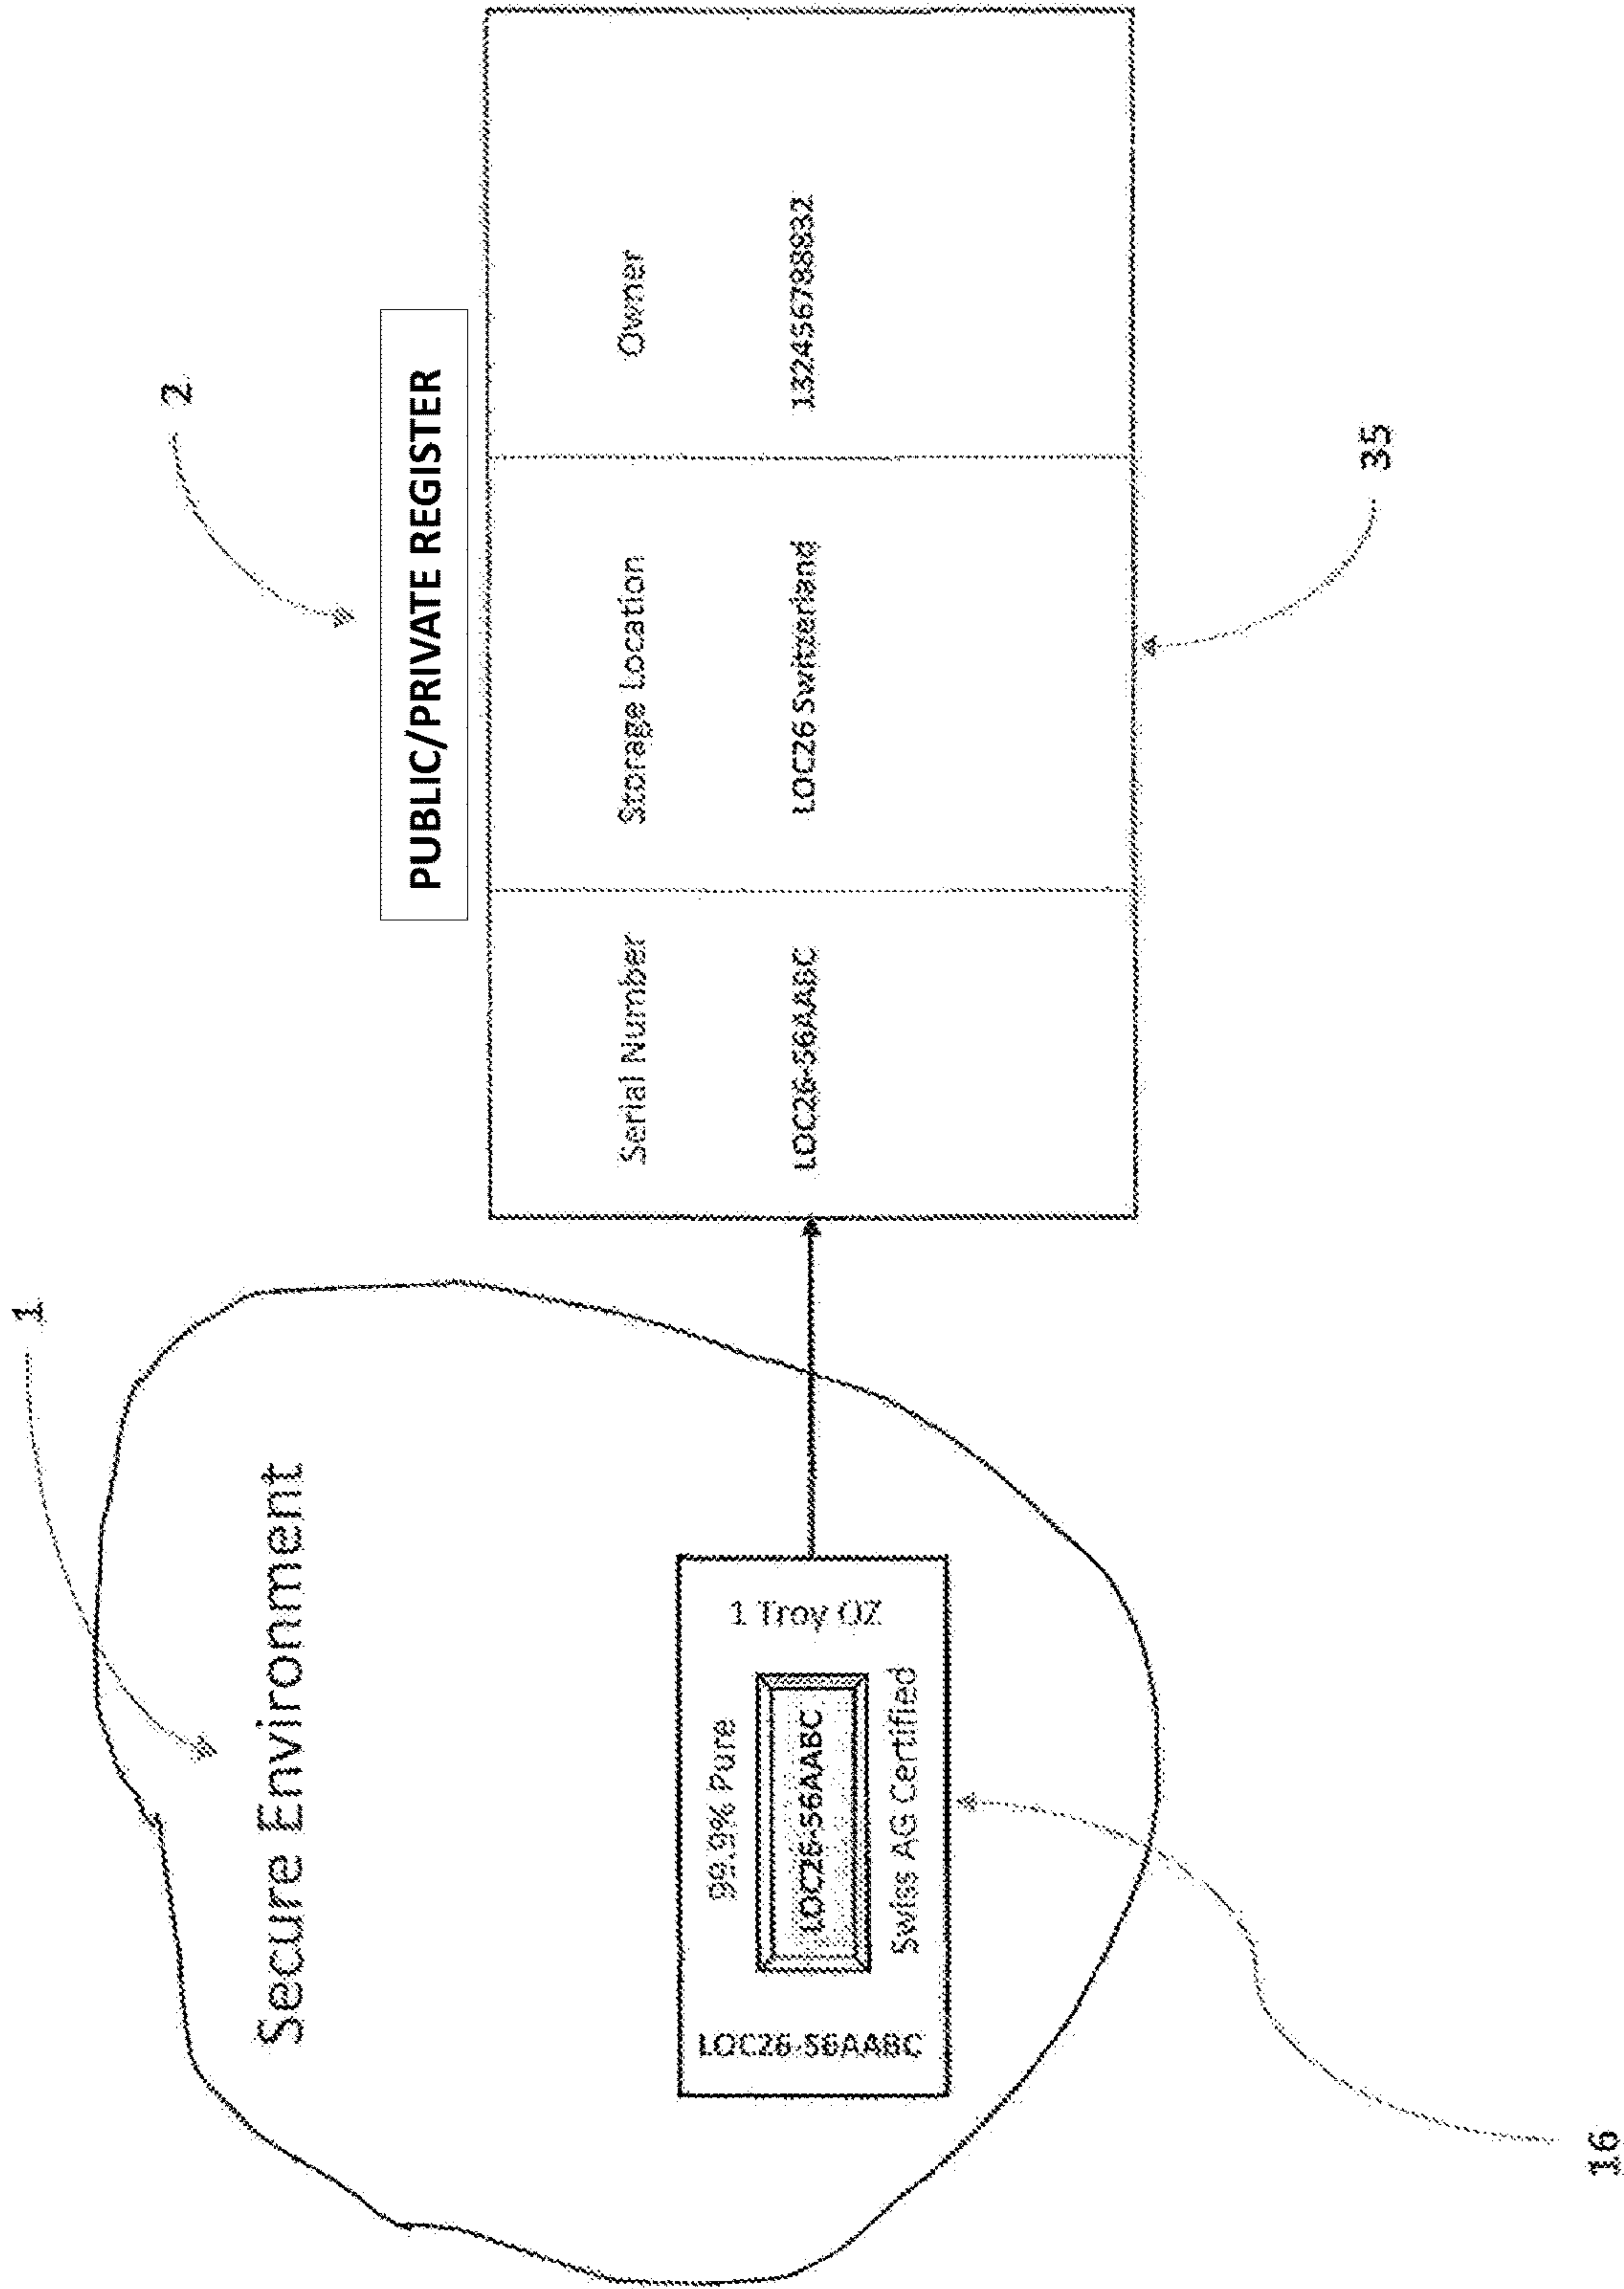 1
2
Secure Environment
PUBLIC/PRIVATE REGISTER
Serial Number
Storage Location
Owner
99.9% Pure
LOC26-56AABC
LOC26-56AABC
1 Troy OZ
Swiss AG Certified
LOC26-56AABC
LOC26 Switzerland
16
35